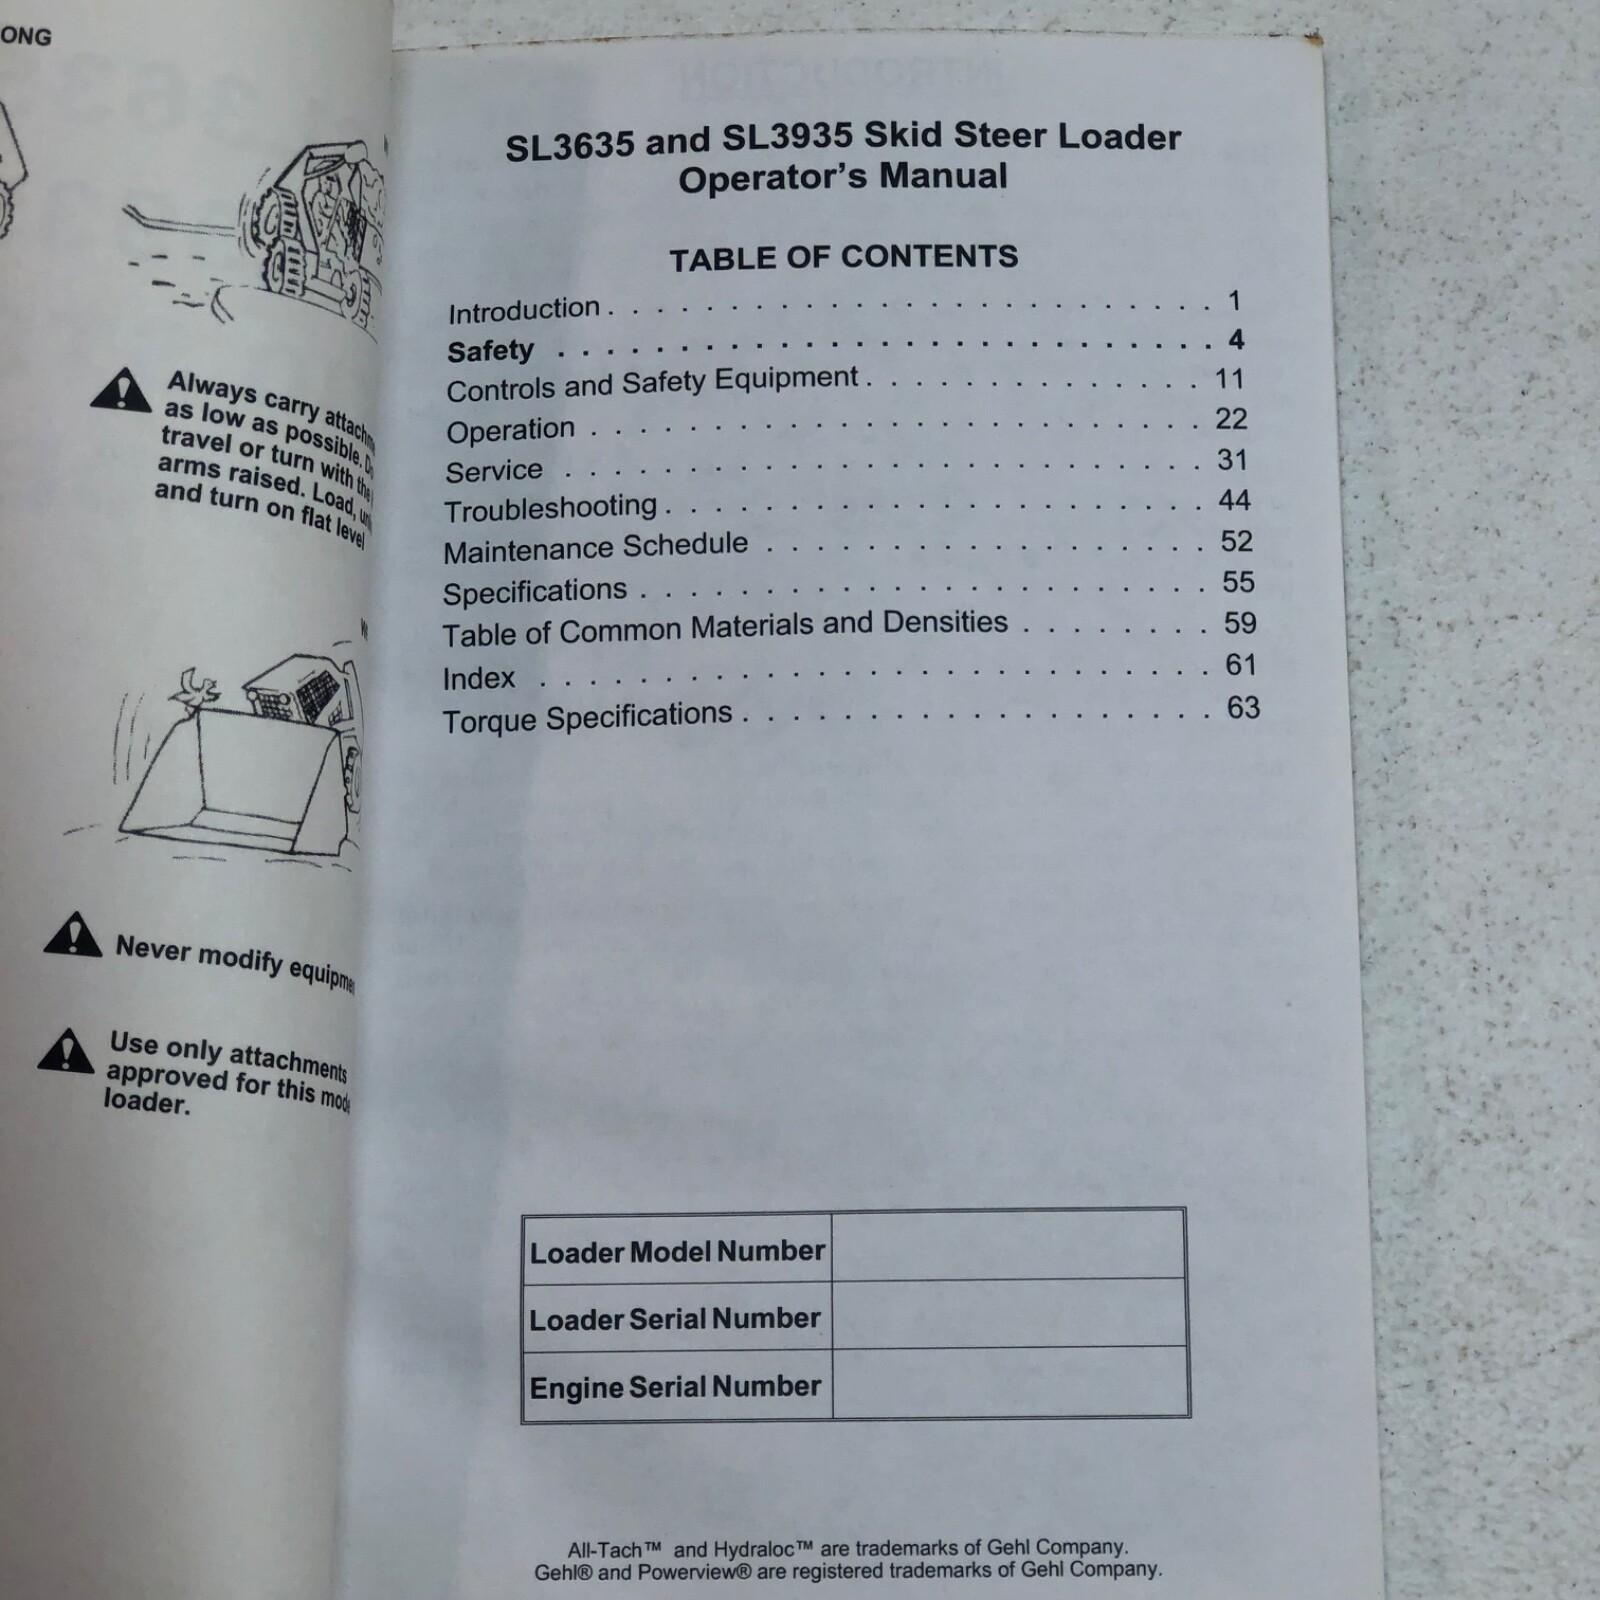 ONG
Always carry
as low as possible.
travel or turn with the
arms raised. Load,
and turn on flat level
Never modify
Use only attachments
approved for this
loader.
SL3635 and SL3935 Skid Steer Loader
Operator's Manual
TABLE OF CONTENTS
Introduction . . . . . . . . . . . . . . . . . . . . . . . . . 1
Safety . . . . . . . . . . . . . . . . . . . . . . . . . . . 4
Controls and Safety Equipment . . . . . . . . . . . . . . 11
Operation . . . . . . . . . . . . . . . . . . . . . . . . . 22
Service . . . . . . . . . . . . . . . . . . . . . . . . . . 31
Troubleshooting . . . . . . . . . . . . . . . . . . . . . . 44
Maintenance Schedule . . . . . . . . . . . . . . . . . . 52
Specifications . . . . . . . . . . . . . . . . . . . . . . . 55
Table of Common Materials and Densities . . . . . . . . 59
Index . . . . . . . . . . . . . . . . . . . . . . . . . . . 61
Torque Specifications . . . . . . . . . . . . . . . . . . . 63
Loader Model Number
Loader Serial Number
Engine Serial Number
All-Tach™ and Hydraloc™ are trademarks of Gehl Company.
Gehl® and Powerview® are registered trademarks of Gehl Company.